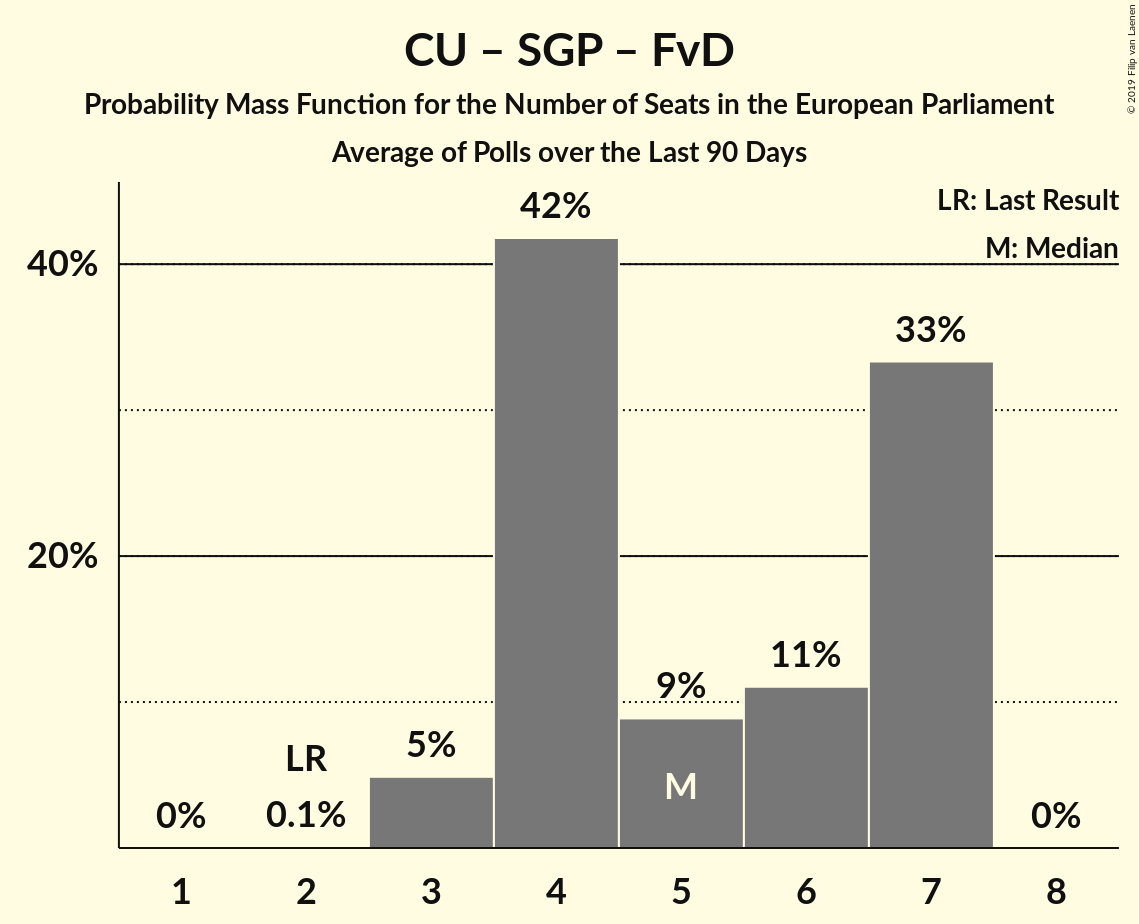 CU – SGP – FvD
Probability Mass Function for the Number of Seats in the European Parliament
Average of Polls over the Last 90 Days
© 2019 Filip van Laenen
LR: Last Result
M: Median
42%
40%
33%
20%
11%
9%
5%
LR
M
0%
0.1%
0%
1 2 3 4 5 6 7 8